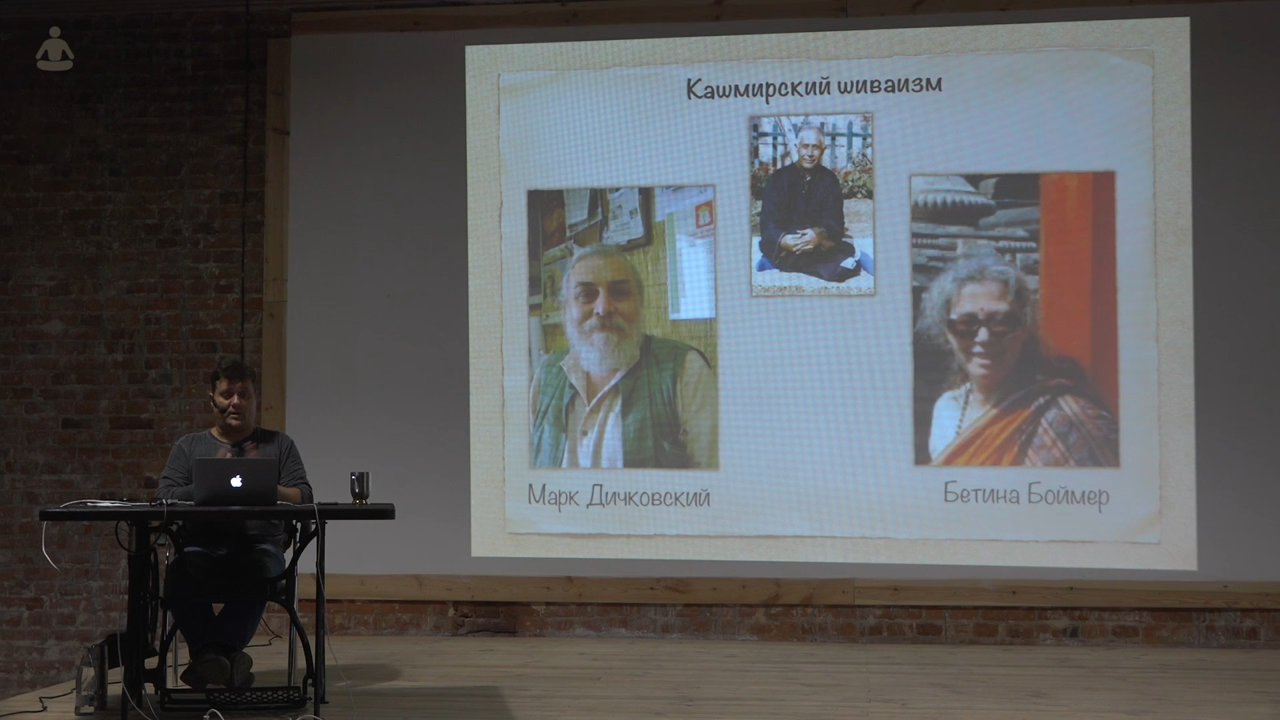 Кашмирский шиваизм
Марк Дичковский
Бетина Боймер